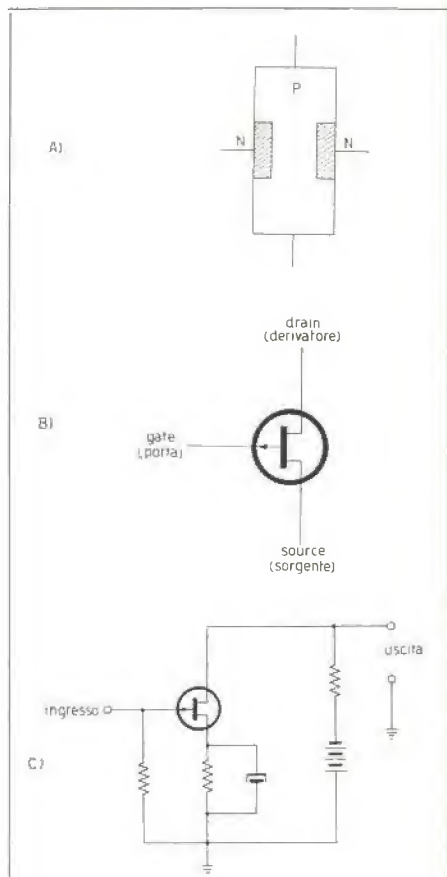 P
A)
N
N
drain
(derivatore)
B)
gate
(porta)
source
(sorgente)
uscita
ingresso
C)